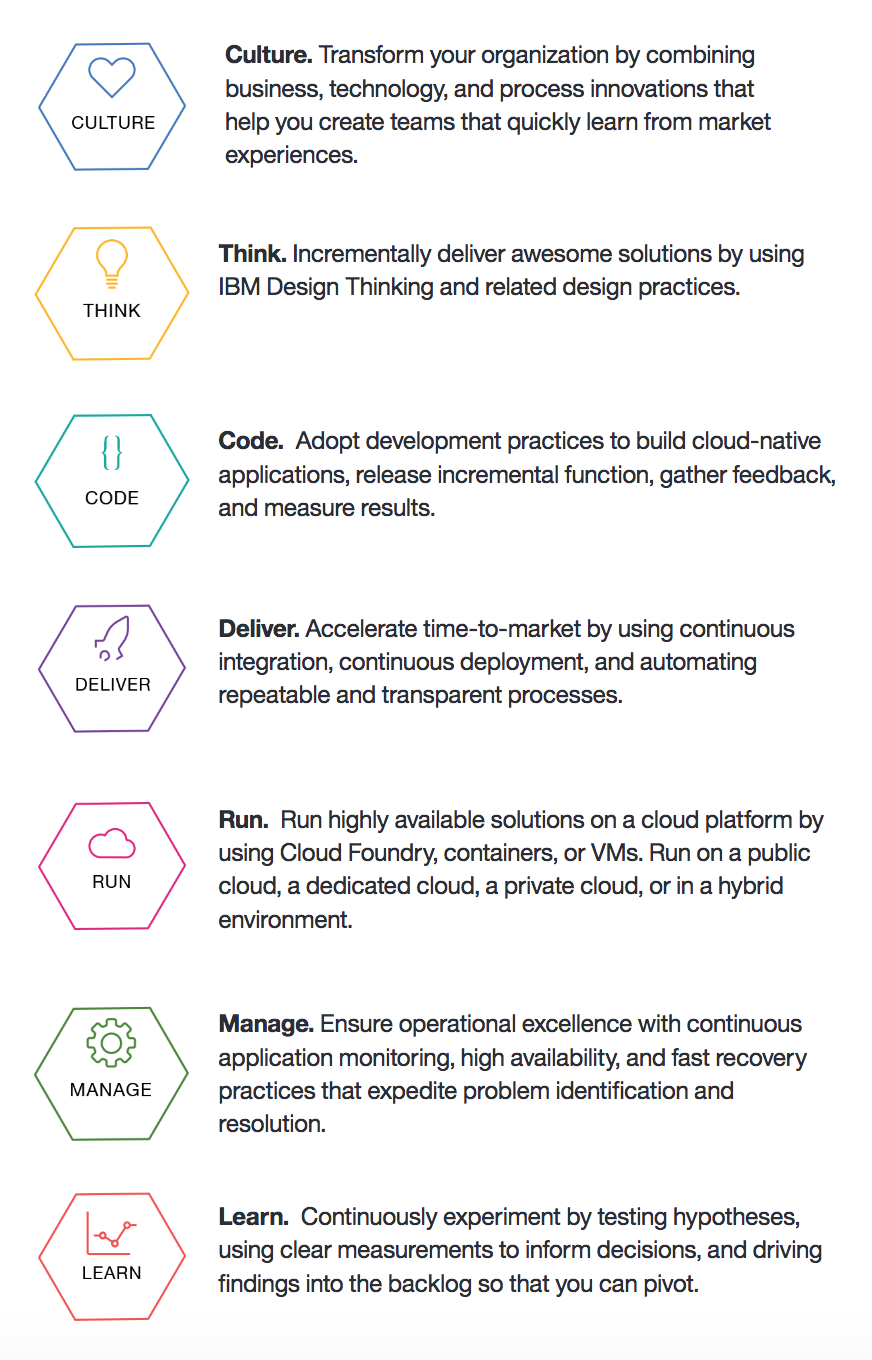 CULTURE
Culture. Transform your organization by combining
business, technology, and process innovations that
help you create teams that quickly learn from market
experiences.
THINK
Think. Incrementally deliver awesome solutions by using
IBM Design Thinking and related design practices.
{}
CODE
Code. Adopt development practices to build cloud-native
applications, release incremental function, gather feedback,
and measure results.
DELIVER
Deliver. Accelerate time-to-market by using continuous
integration, continuous deployment, and automating
repeatable and transparent processes.
RUN
Run. Run highly available solutions on a cloud platform by
using Cloud Foundry, containers, or VMs. Run on a public
cloud, a dedicated cloud, a private cloud, or in a hybrid
environment.
MANAGE
Manage. Ensure operational excellence with continuous
application monitoring, high availability, and fast recovery
practices that expedite problem identification and
resolution.
LEARN
Learn. Continuously experiment by testing hypotheses,
using clear measurements to inform decisions, and driving
findings into the backlog so that you can pivot.